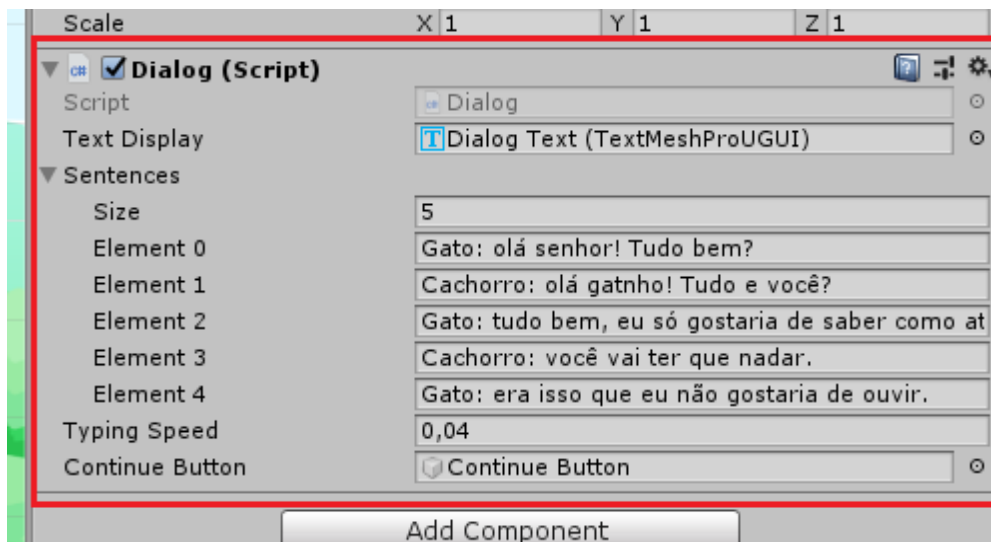 Scale X 1 Y 1 Z 1
Dialog (Script)
Script Dialog
Text Display Dialog Text (TextMeshProUGUI)
Sentences
Size 5
Element 0 Gato: olá senhor! Tudo bem?
Element 1 Cachorro: olá gatnho! Tudo e você?
Element 2 Gato: tudo bem, eu só gostaria de saber como at
Element 3 Cachorro: você vai ter que nadar.
Element 4 Gato: era isso que eu não gostaria de ouvir.
Typing Speed 0,04
Continue Button Continue Button
Add Component